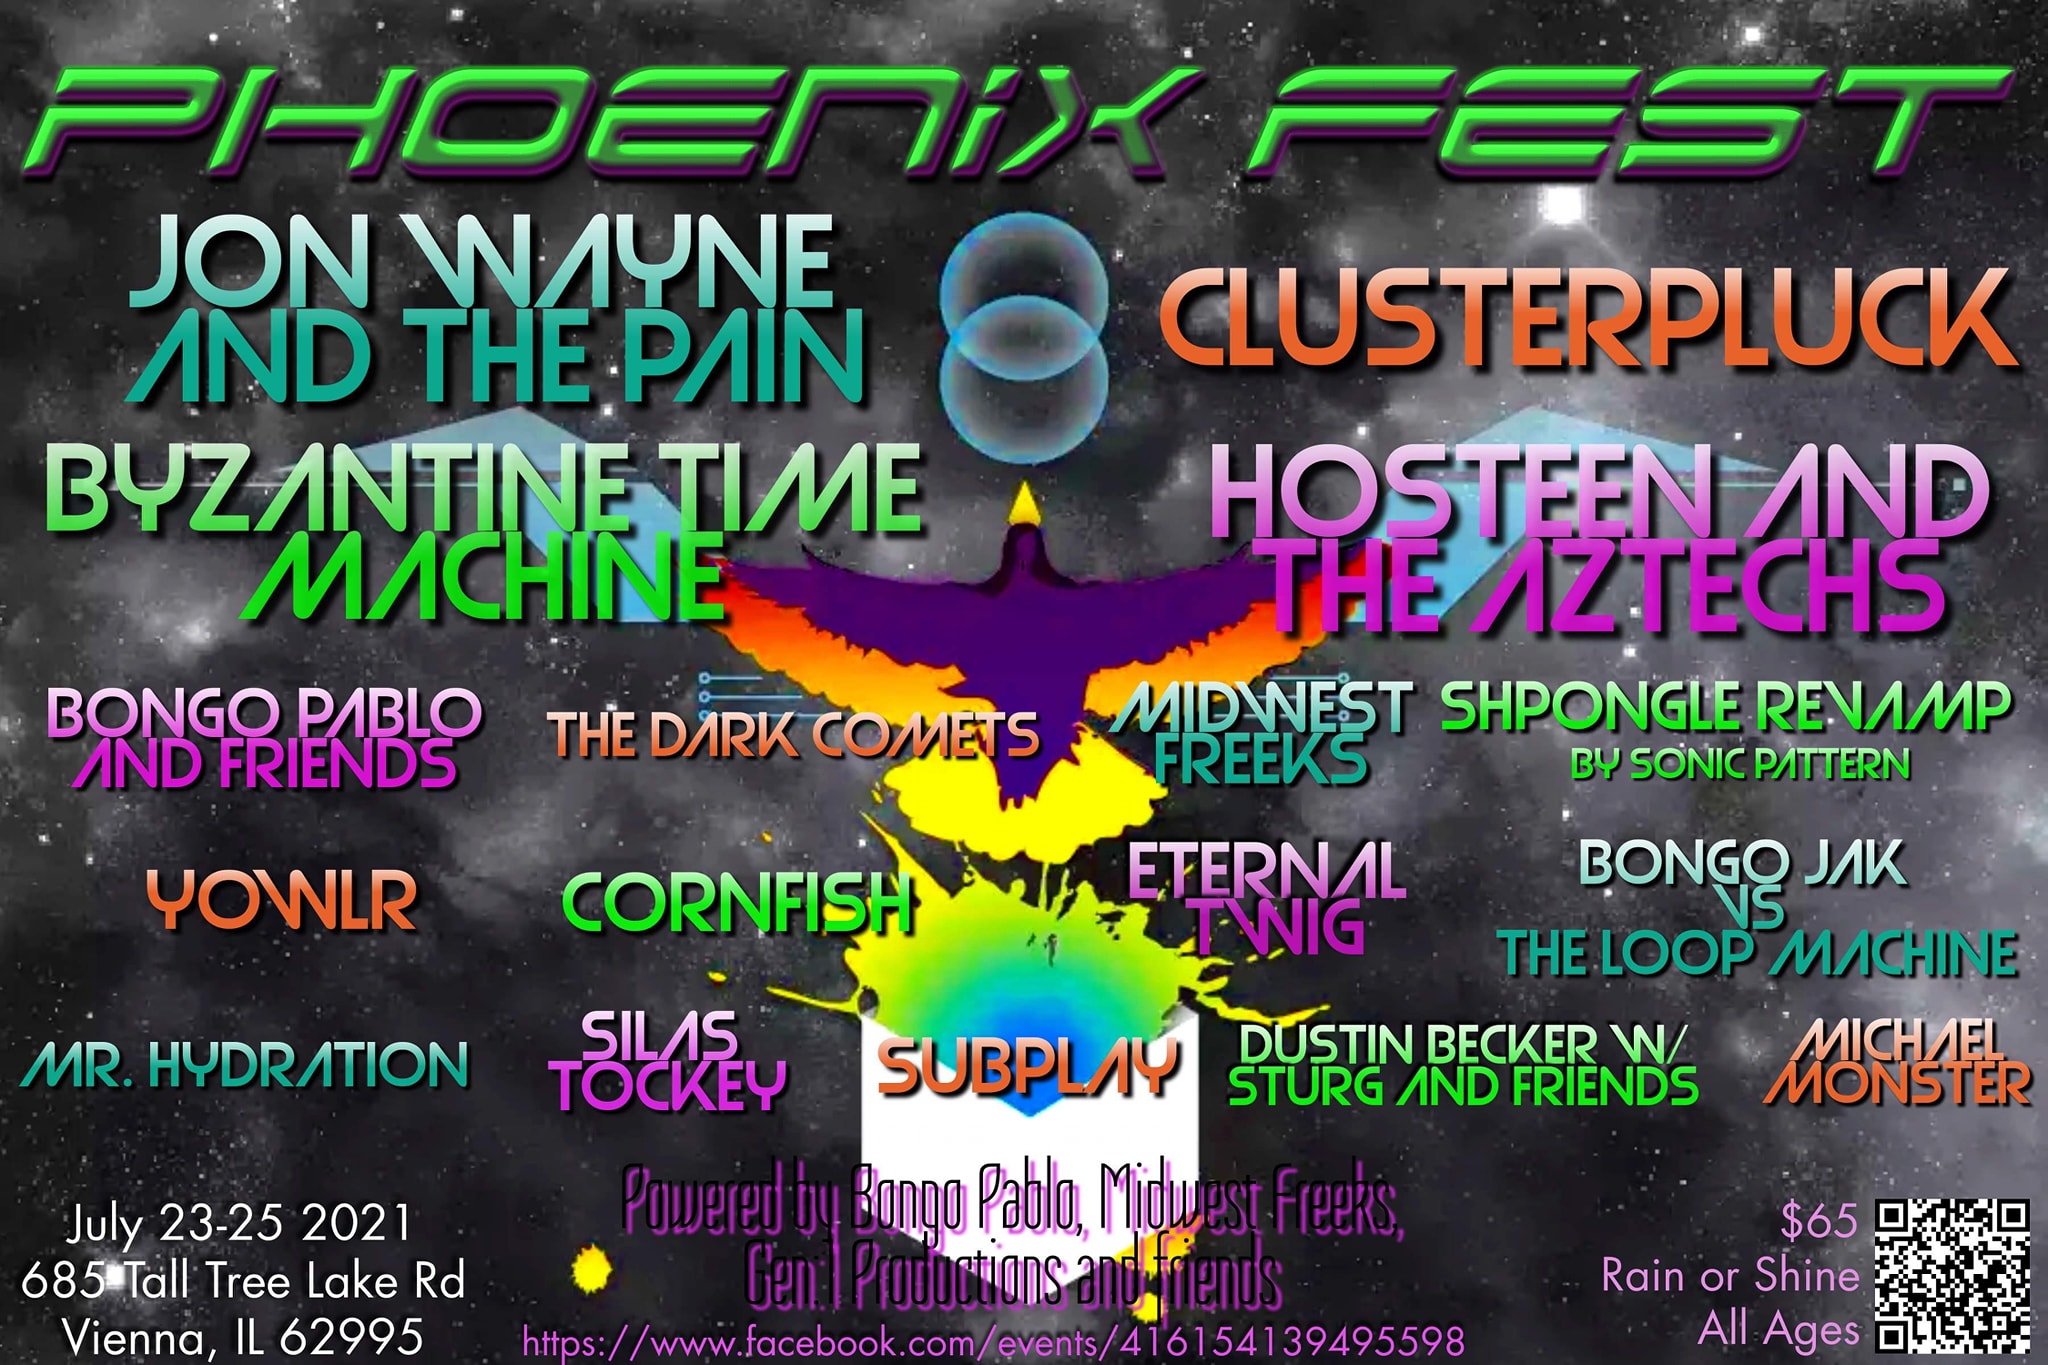 PHOENiX FEST
JON WAYNE
AND THE PAIN
CLUSTERPLUCK
BYZANTINE TIME
MACHINE
HOSTEEN AND
THE AZTECHS
BONGO PABLO
AND FRIENDS
THE DARK COMETS
MIDWEST
FREEKS
SHPONGLE REVAMP
BY SONIC PATTERN
YOWLR
CORNFISH
ETERNAL
TWIG
BONGO JAK
VS
THE LOOP MACHINE
MR. HYDRATION
SILAS
TOCKEY
SUBPLAY
DUSTIN BECKER W/
STURG AND FRIENDS
MICHAEL
MONSTER
July 23-25 2021
685 Tall Tree Lake Rd
Vienna, IL 62995
Powered by Bongo Pablo, Midwest Freeks,
Gen:1 Productions and friends
https://www.facebook.com/events/416154139495598
$65
Rain or Shine
All Ages